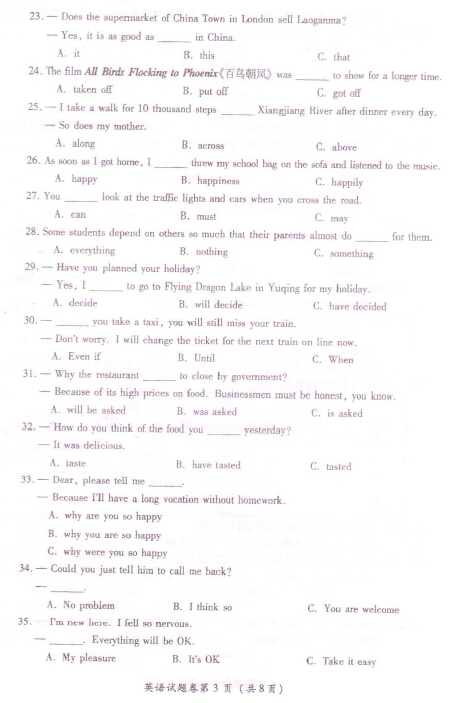 23. — Does the supermarket of China Town in London sell Laoganma?
— Yes, it is as good as ______ in China.
A. it B. this C. that
24. The film All Birds Flocking to Phoenix《百鸟朝凤》was ______ to show for a longer time.
A. taken off B. put off C. got off
25. — I take a walk for 10 thousand steps ______ Xiangjiang River after dinner every day.
— So does my mother.
A. along B. across C. above
26. As soon as I got home, I ______ threw my school bag on the sofa and listened to the music.
A. happy B. happiness C. happily
27. You ______ look at the traffic lights and cars when you cross the road.
A. can B. must C. may
28. Some students depend on others so much that their parents almost do ______ for them.
A. everything B. nothing C. something
29. — Have you planned your holiday?
— Yes, I ______ to go to Flying Dragon Lake in Yuqing for my holiday.
A. decide B. will decide C. have decided
30. — ______ you take a taxi, you will still miss your train.
— Don't worry. I will change the ticket for the next train on line now.
A. Even if B. Until C. When
31. — Why the restaurant ______ to close by government?
— Because of its high prices on food. Businessmen must be honest, you know.
A. will be asked B. was asked C. is asked
32. — How do you think of the food you ______ yesterday?
— It was delicious.
A. taste B. have tasted C. tasted
33. — Dear, please tell me ______.
— Because I'll have a long vocation without homework.
A. why are you so happy
B. why you are so happy
C. why were you so happy
34. — Could you just tell him to call me back?
— ______.
A. No problem B. I think so C. You are welcome
35. — I'm new here. I fell so nervous.
— ______. Everything will be OK.
A. My pleasure B. It's OK C. Take it easy
英语试题卷第 3 页（共 8 页）